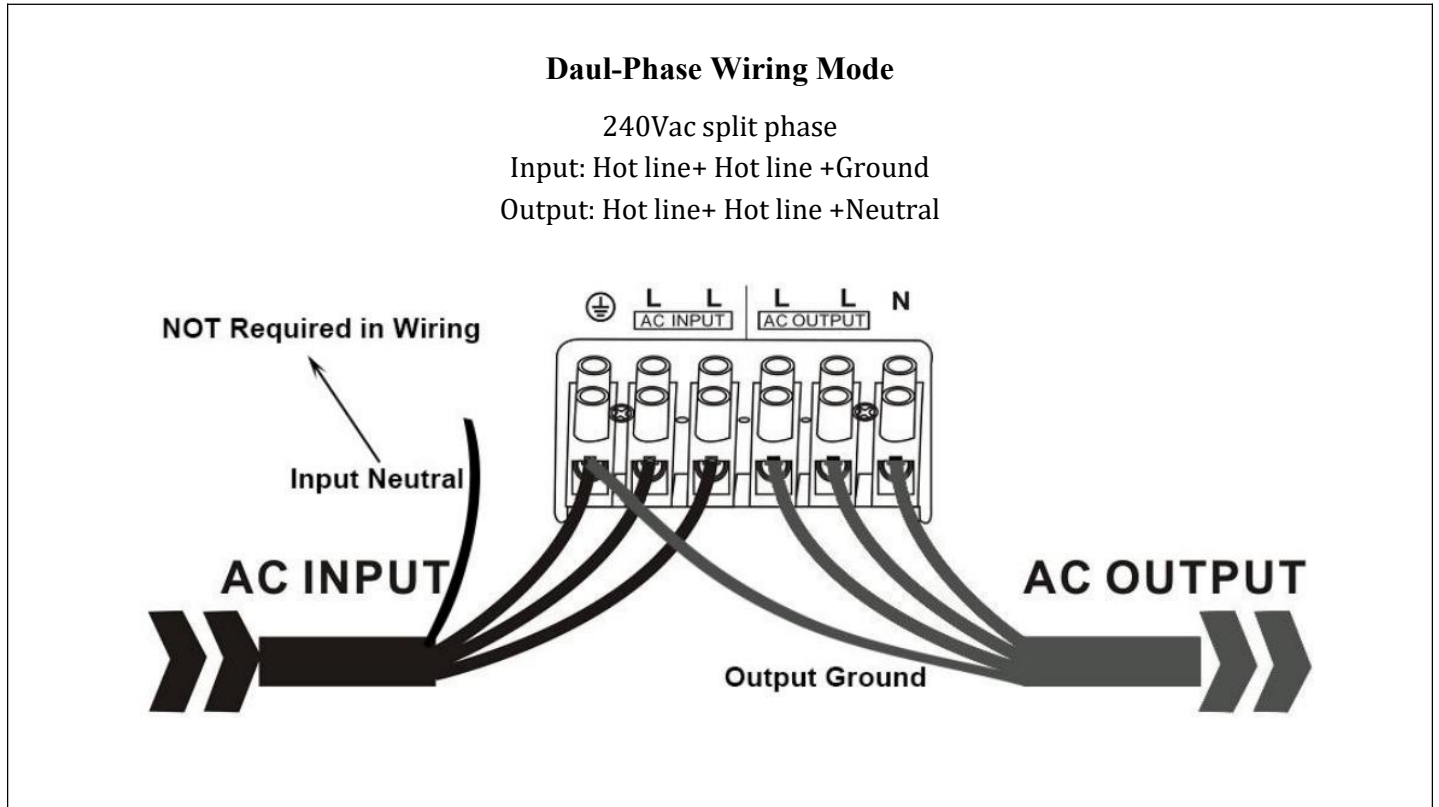 Daul-Phase Wiring Mode
240Vac split phase
Input: Hot line+ Hot line +Ground
Output: Hot line+ Hot line +Neutral
L L L L N
AC INPUT AC OUTPUT
NOT Required in Wiring
Input Neutral
AC INPUT AC OUTPUT
Output Ground